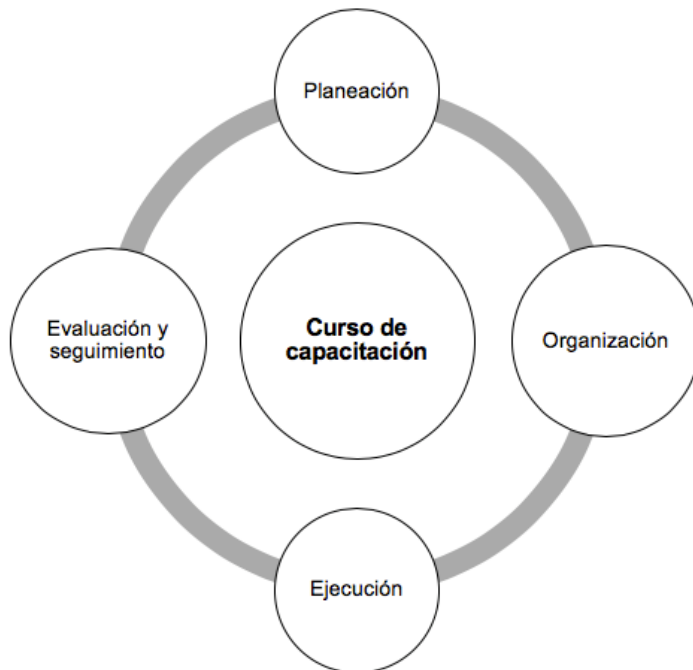 Planeación
Evaluación y
seguimiento
Curso de
capacitación
Organización
Ejecución